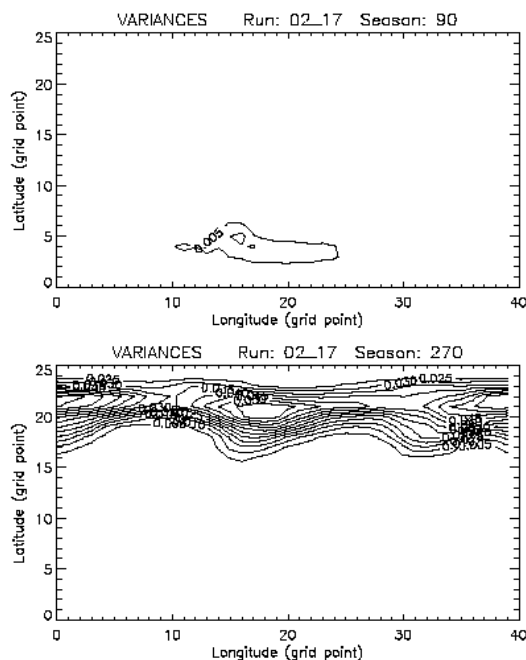 VARIANCES Run: 02_17 Season: 90
25
20
15
10
5
0
Latitude (grid point)
0.005
0 10 20 30 40
Longitude (grid point)
VARIANCES Run: 02_17 Season: 270
25
20
15
10
5
0
Latitude (grid point)
0.030 0.025
0 10 20 30 40
Longitude (grid point)